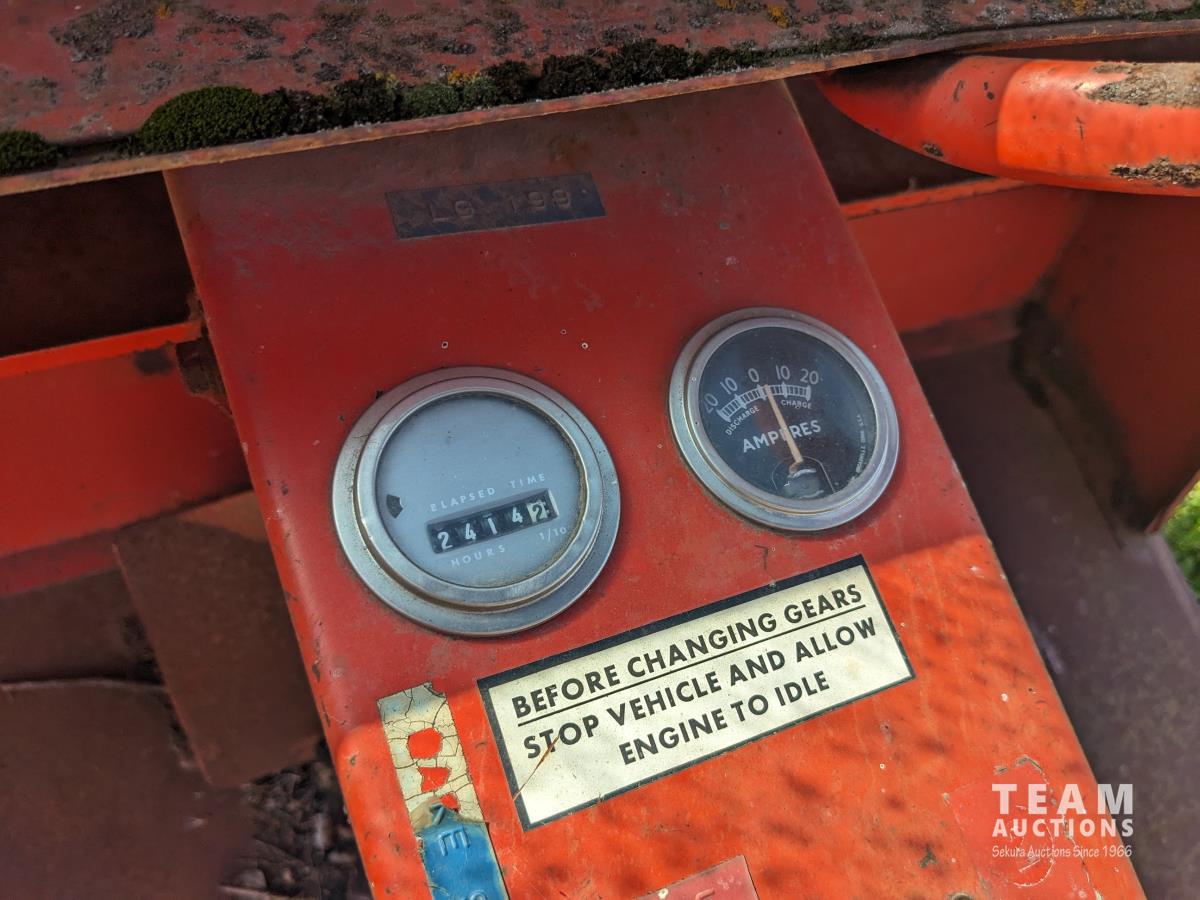 ELAPSED TIME
24142
HOURS 1/10
20 10 0 10 20
DISCHARGE CHARGE
AMPERES
BEFORE CHANGING GEARS
STOP VEHICLE AND ALLOW
ENGINE TO IDLE
TEAM
AUCTIONS
Sekura Auctions Since 1966